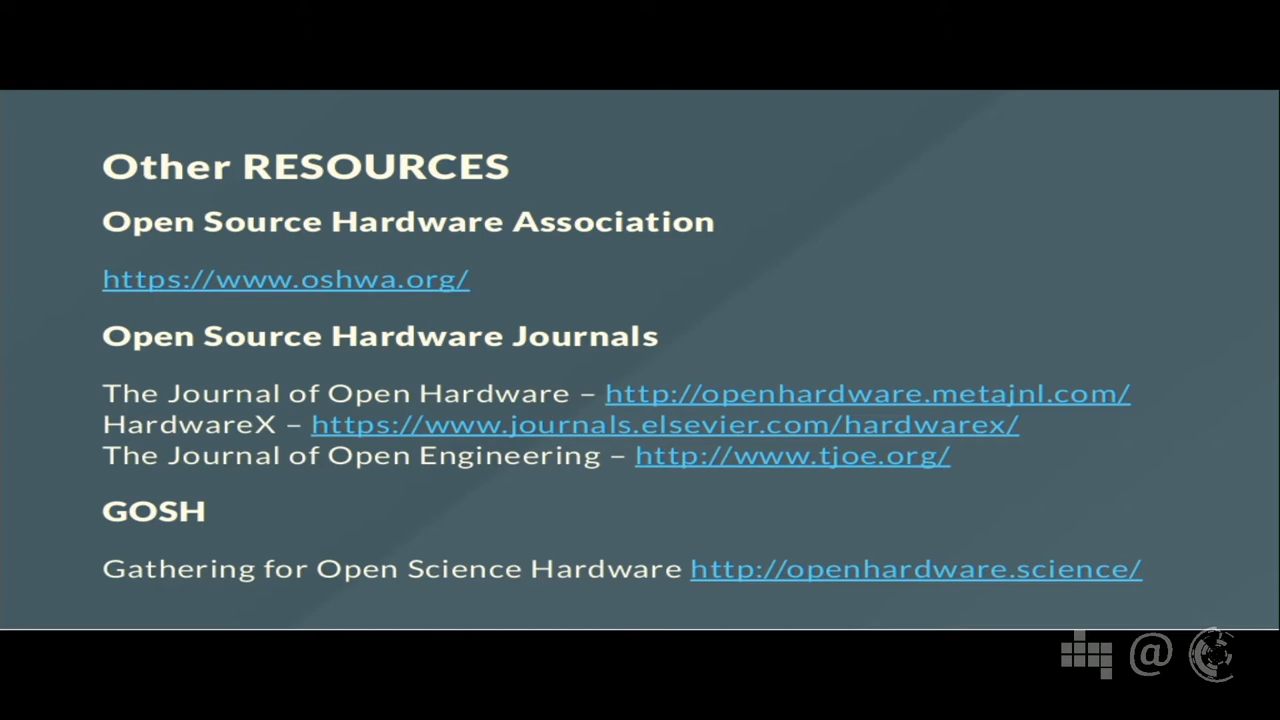 Other RESOURCES
Open Source Hardware Association
https://www.oshwa.org/
Open Source Hardware Journals
The Journal of Open Hardware – http://openhardware.metajnl.com/
HardwareX – https://www.journals.elsevier.com/hardwarex/
The Journal of Open Engineering – http://www.tjoe.org/
GOSH
Gathering for Open Science Hardware http://openhardware.science/
@